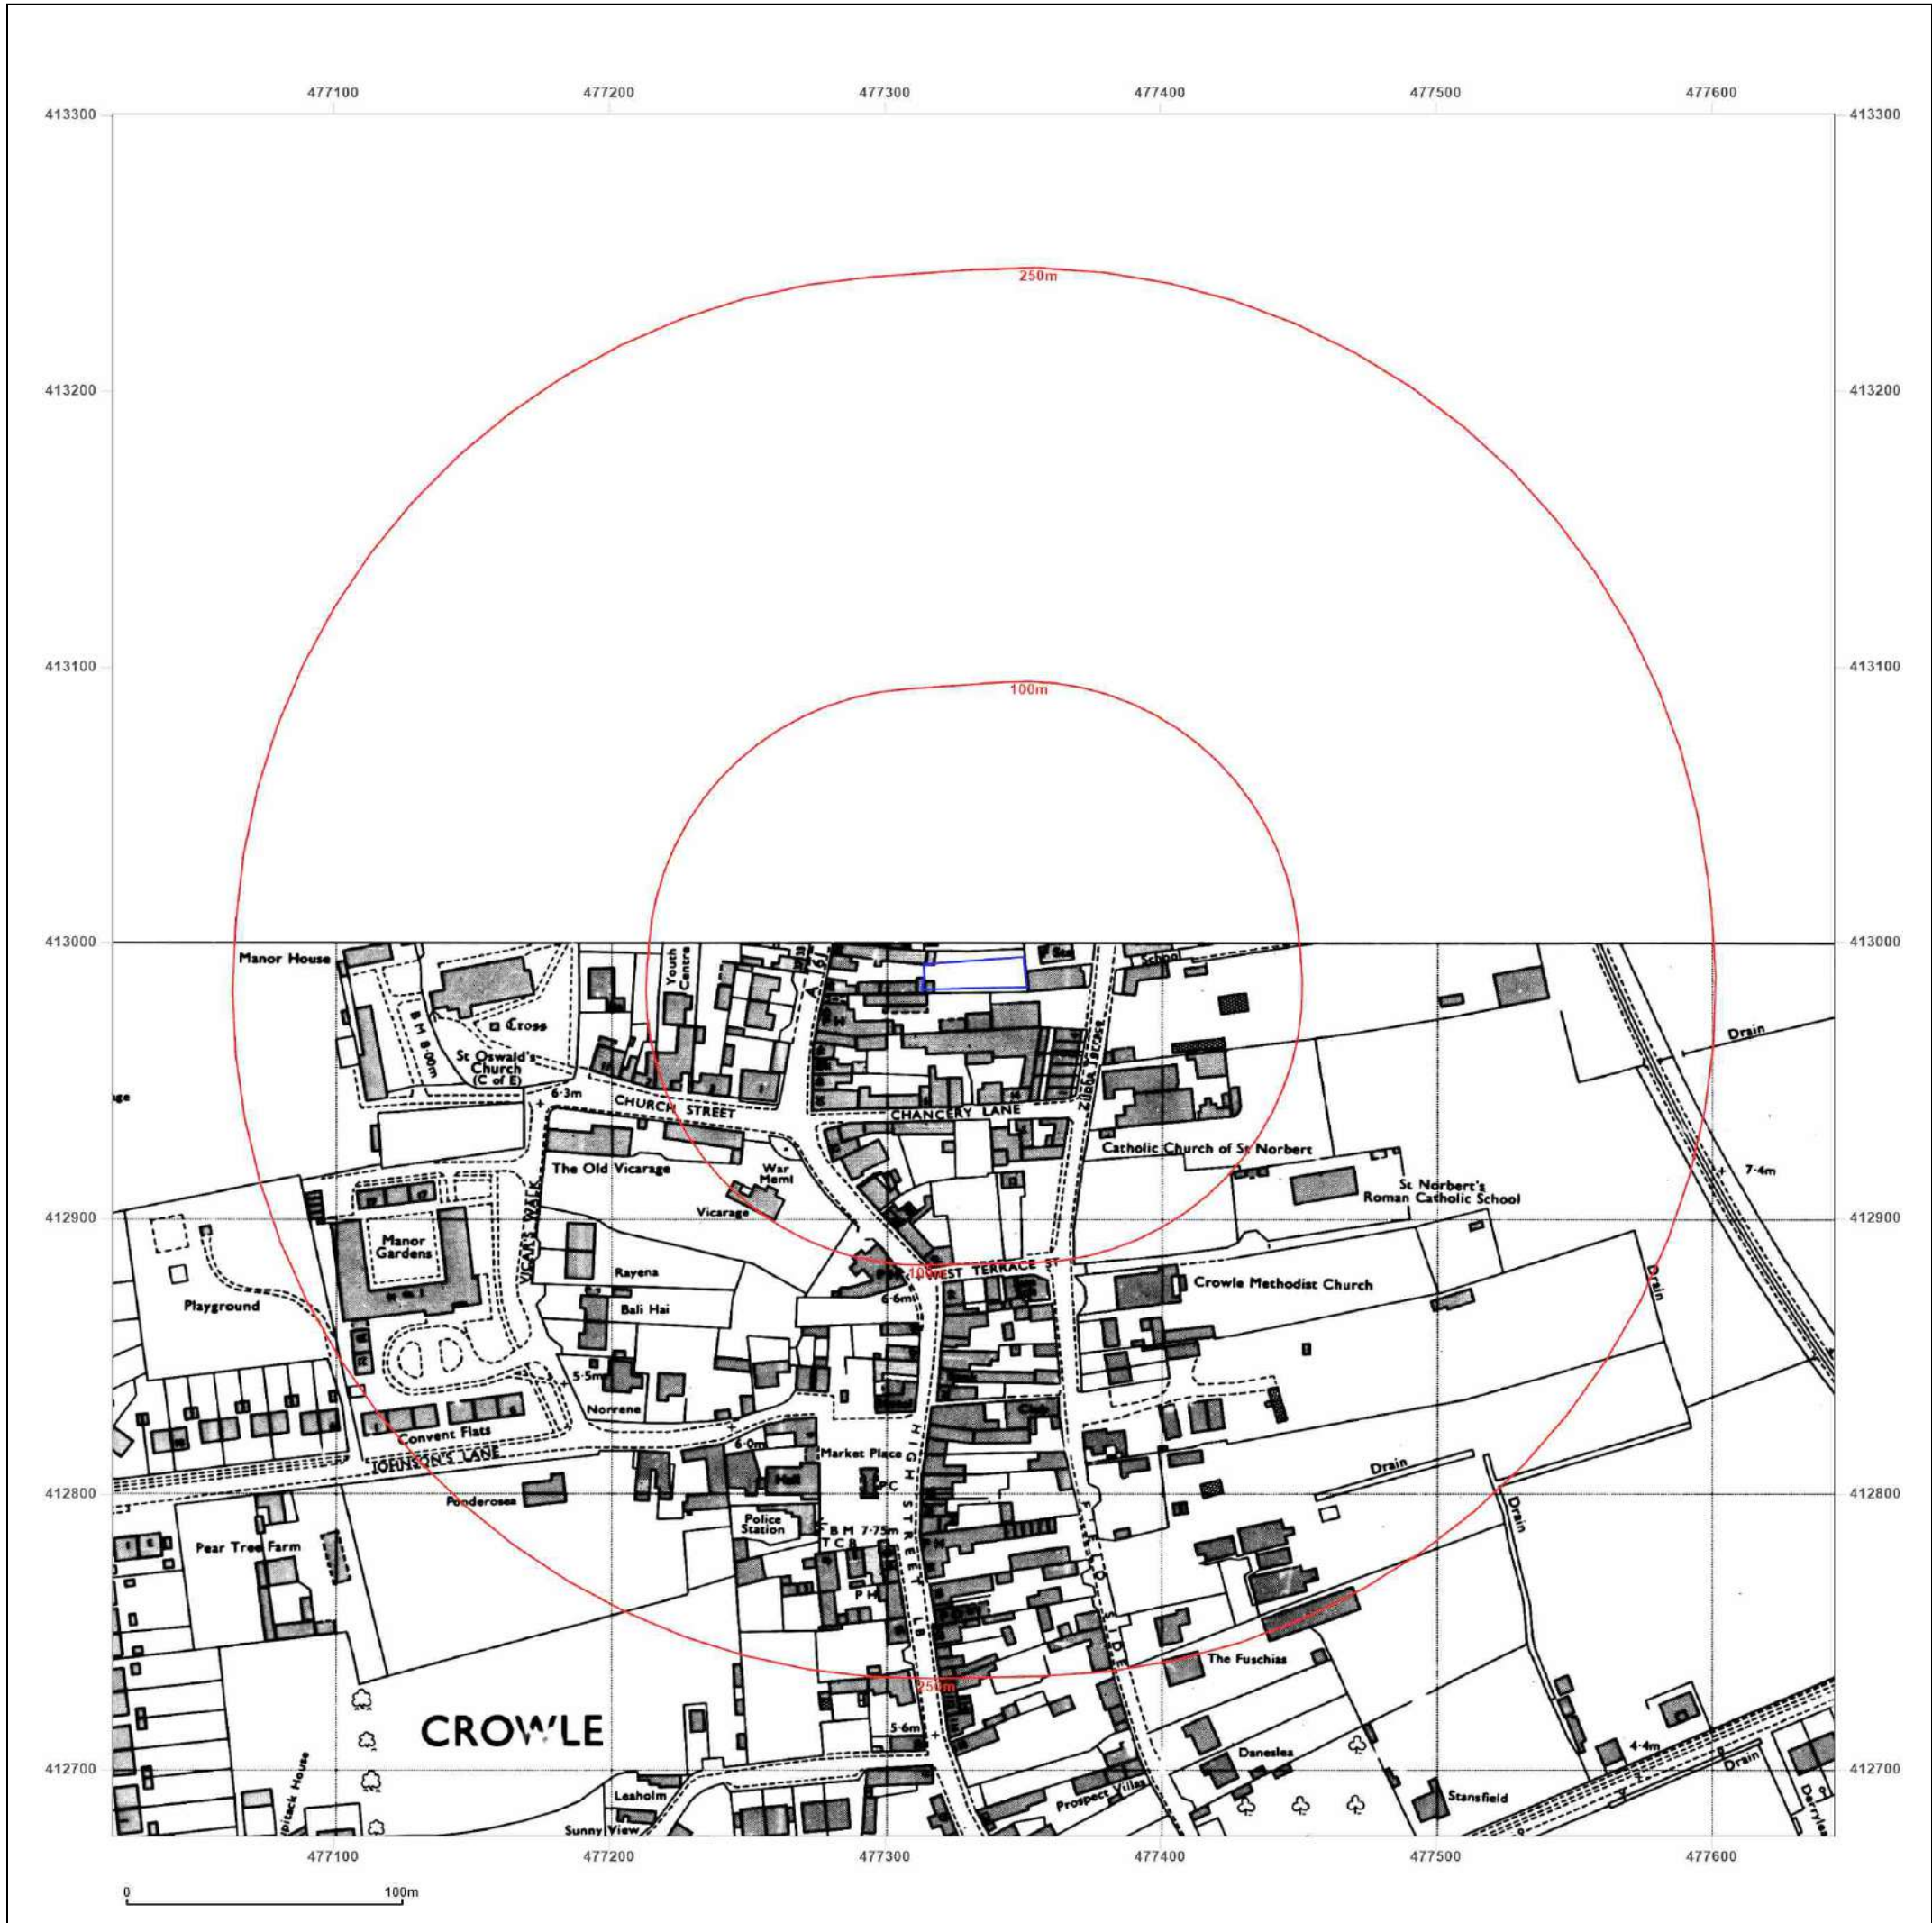 477100 477200 477300 477400 477500 477600
413300 413300
250m
413200 413200
413100 413100
100m
413000 413000
Manor House
Youth
Centre
School
Cross
B M 8·00m
St Oswald's
Church
(C of E)
Drain
P H
6·3m
CHURCH STREET
CHANCERY LANE
Catholic Church of St Norbert
The Old Vicarage
War
Meml
7·4m
St Norbert's
Roman Catholic School
Vicarage
VICAR'S WALK
412900 412900
Manor
Gardens
100m
WEST TERRACE ST
Rayena
Crowle Methodist Church
Drain
Playground
6·6m
Bali Hai
5·5m
Norrene
Club
Convent Flats
6·0m
Market Place
HIGH STREET
JOHNSON'S LANE
Hall
P C
Drain
Ponderosa
412800 412800
Police
Station
B M 7·75m
T C B
Drain
Pear Tree Farm
P H
P H
FIELD SIDE
L B
The Fuschias
250m
CROWLE
5·6m
Daneslea
4·4m
412700 412700
Drain
Leaholm
Prospect Villas
Stansfield
Sunny View
477100 477200 477300 477400 477500 477600
0 100m